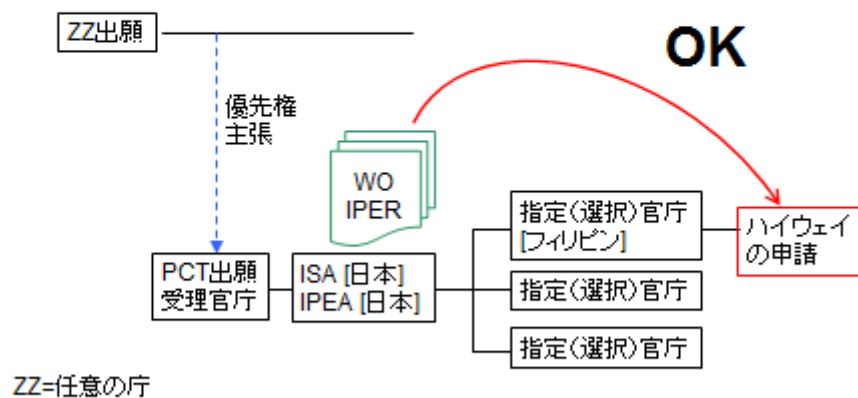 ZZ出願
OK
優先権
主張
WO
IPER
指定(選択)官庁
[フィリピン]
ハイウェイ
の申請
PCT出願
受理官庁
ISA [日本]
IPEA [日本]
指定(選択)官庁
指定(選択)官庁
ZZ=任意の庁